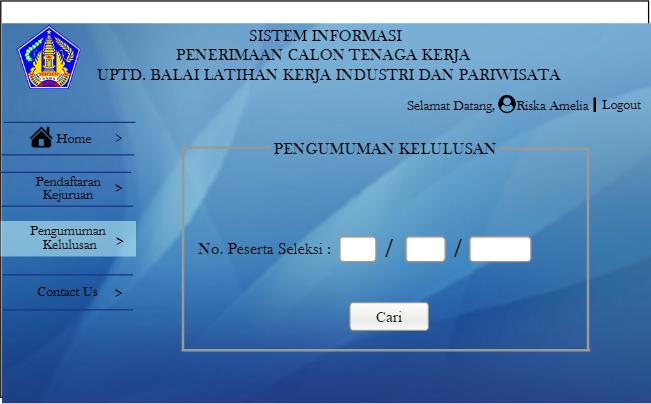 SISTEM INFORMASI
PENERIMAAN CALON TENAGA KERJA
UPTD. BALAI LATIHAN KERJA INDUSTRI DAN PARIWISATA
Selamat Datang, Riska Amelia | Logout
Home >
Pendaftaran
Kejuruan >
Pengumuman
Kelulusan >
Contact Us >
PENGUMUMAN KELULUSAN
No. Peserta Seleksi : / /
Cari